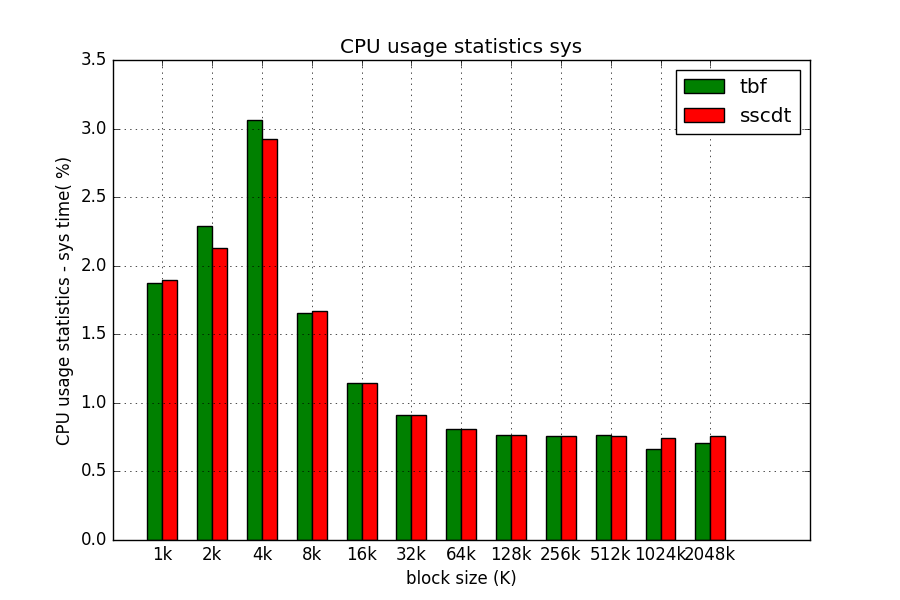 CPU usage statistics sys
tbf
sscdt
CPU usage statistics - sys time( %)
3.5
3.0
2.5
2.0
1.5
1.0
0.5
0.0
1k 2k 4k 8k 16k 32k 64k 128k 256k 512k 1024k 2048k
block size (K)